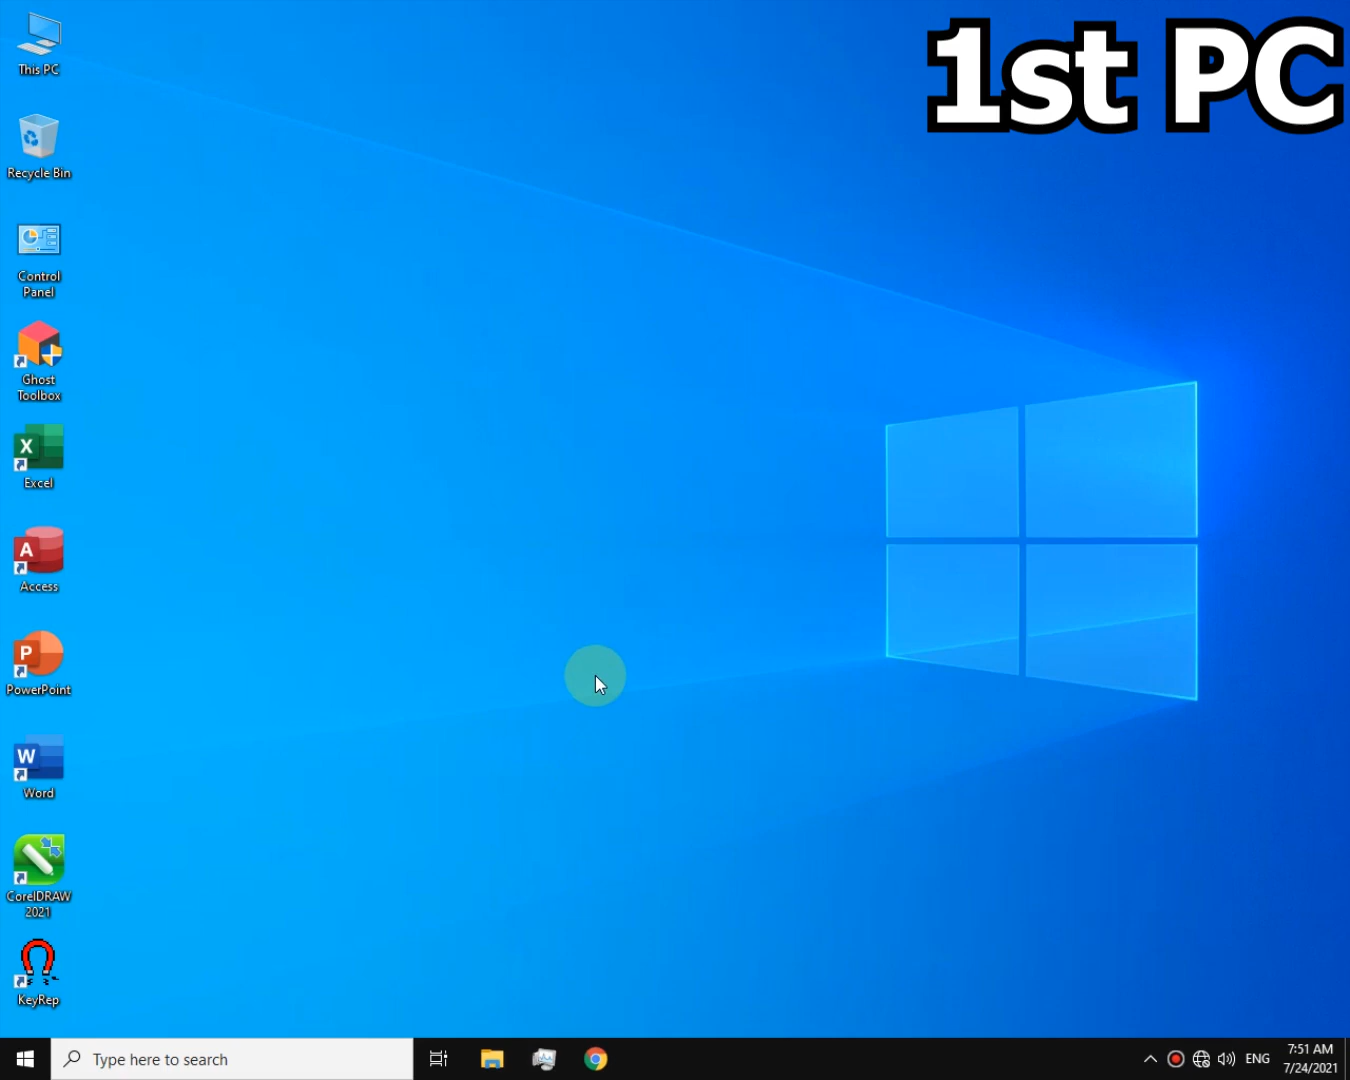 1st PC
This PC
Recycle Bin
Control
Panel
Ghost
Toolbox
Excel
Access
PowerPoint
Word
CorelDRAW
2021
KeyRep
Type here to search
ENG
7:51 AM
7/24/2021